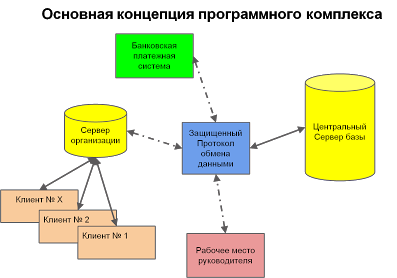 Основная концепция программного комплекса
Банковская
платежная
система
Сервер
организации
Защищенный
Протокол
обмена
данными
Центральный
Сервер базы
Клиент № X
Клиент № 2
Клиент № 1
Рабочее место
руководителя